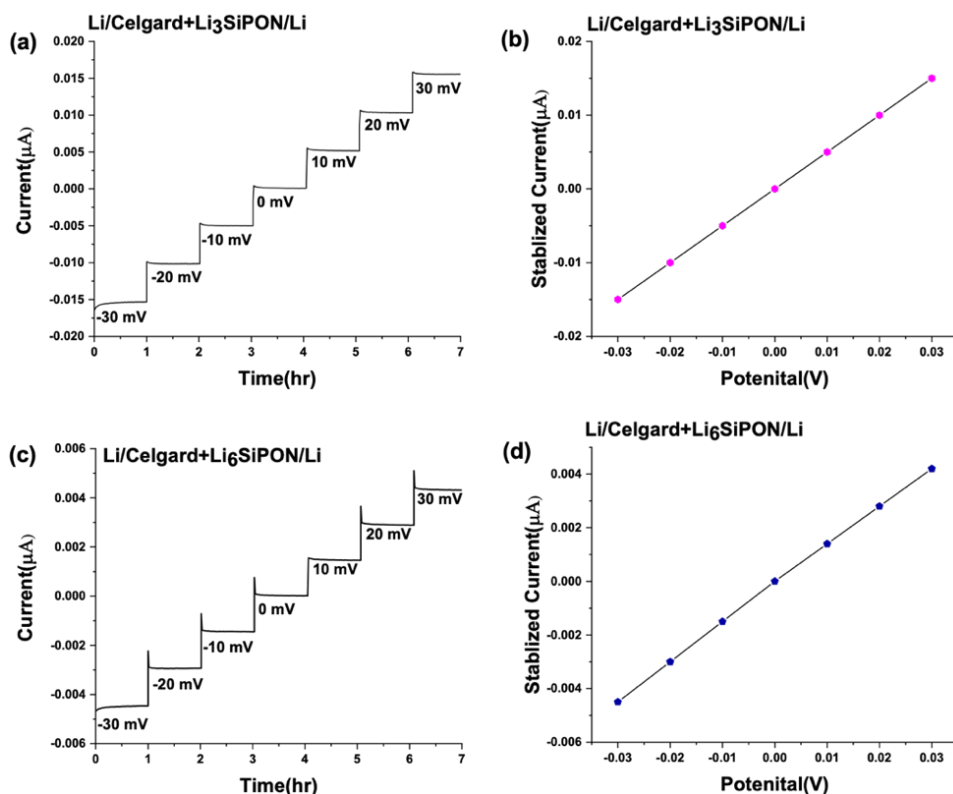 Li/Celgard+Li₃SiPON/Li
(a)
0.020
0.015
0.010
0.005
0.000
-0.005
-0.010
-0.015
-0.020
Current(μA)
30 mV
20 mV
10 mV
0 mV
-10 mV
-20 mV
-30 mV
0 1 2 3 4 5 6 7
Time(hr)
Li/Celgard+Li₃SiPON/Li
(b)
0.02
0.01
0.00
-0.01
-0.02
Stablized Current(μA)
-0.03 -0.02 -0.01 0.00 0.01 0.02 0.03
Potenital(V)
(c)
Li/Celgard+Li₆SiPON/Li
0.006
0.004
0.002
0.000
-0.002
-0.004
-0.006
Current(μA)
30 mV
20 mV
10 mV
0 mV
-10 mV
-20 mV
-30 mV
0 1 2 3 4 5 6 7
Time(hr)
Li/Celgard+Li₆SiPON/Li
(d)
0.004
0.002
0.000
-0.002
-0.004
-0.006
Stablized Current(μA)
-0.03 -0.02 -0.01 0.00 0.01 0.02 0.03
Potenital(V)